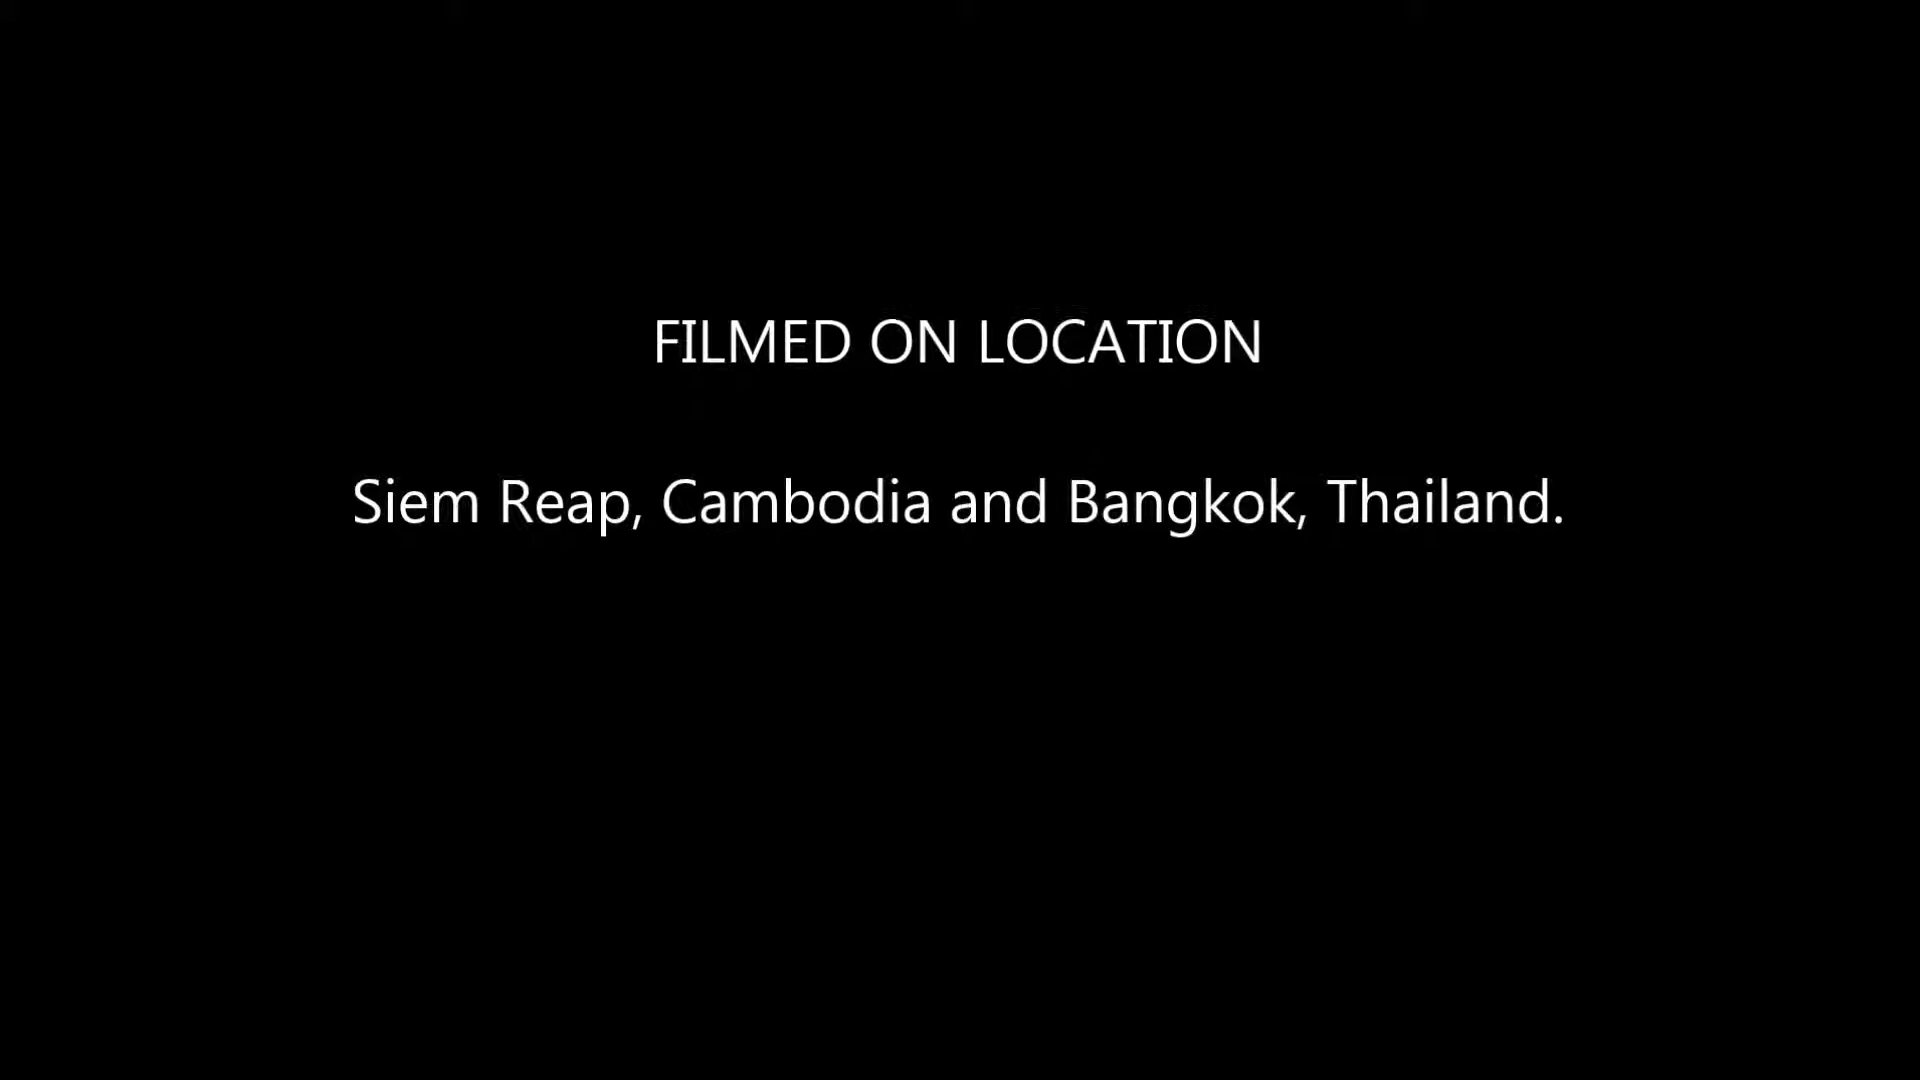 FILMED ON LOCATION
Siem Reap, Cambodia and Bangkok, Thailand.